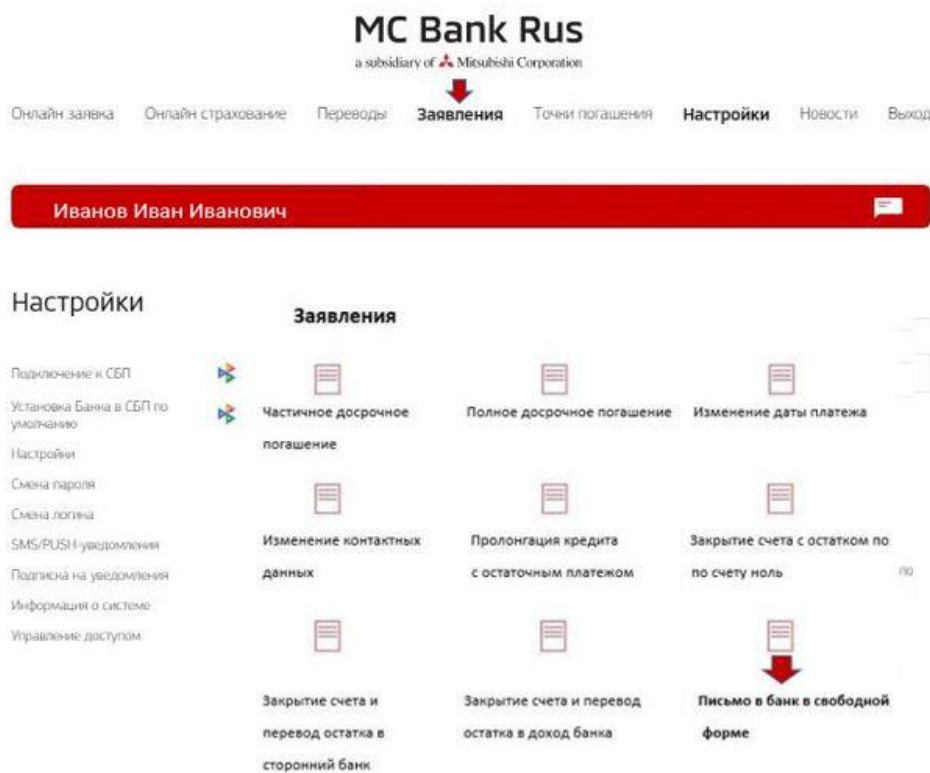 MC Bank Rus
a subsidiary of Mitsubishi Corporation
Онлайн заявка Онлайн страхование Переводы Заявления Точки погашения Настройки Новости Выход
Иванов Иван Иванович
Настройки
Заявления
Подключение к СБП
Установка Банка в СБП по
умолчанию
Настройки
Смена пароля
Смена логина
SMS/PUSH-уведомления
Подписка на уведомления
Информация о системе
Управление доступом
Частичное досрочное
погашение
Полное досрочное погашение
Изменение даты платежа
Изменение контактных
данных
Пролонгация кредита
с остаточным платежом
Закрытие счета с остатком по
по счету ноль
по
Закрытие счета и
перевод остатка в
сторонний банк
Закрытие счета и перевод
остатка в доход банка
Письмо в банк в свободной
форме